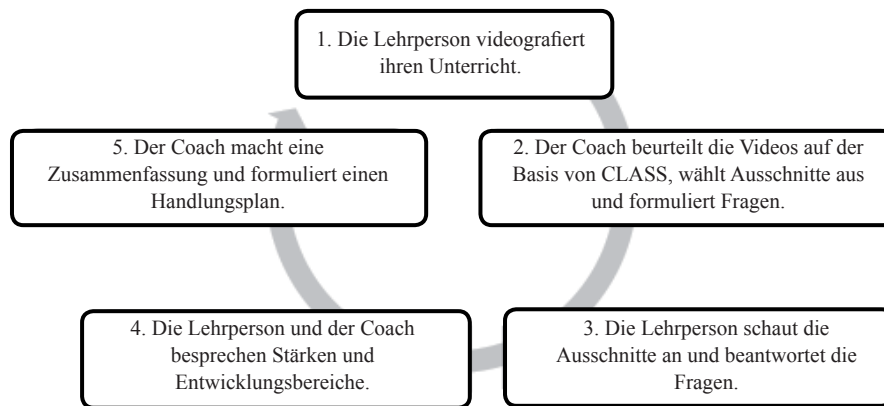 1. Die Lehrperson videografiert
ihren Unterricht.
2. Der Coach beurteilt die Videos auf der
Basis von CLASS, wählt Ausschnitte aus
und formuliert Fragen.
3. Die Lehrperson schaut die
Ausschnitte an und beantwortet die
Fragen.
4. Die Lehrperson und der Coach
besprechen Stärken und
Entwicklungsbereiche.
5. Der Coach macht eine
Zusammenfassung und formuliert einen
Handlungsplan.